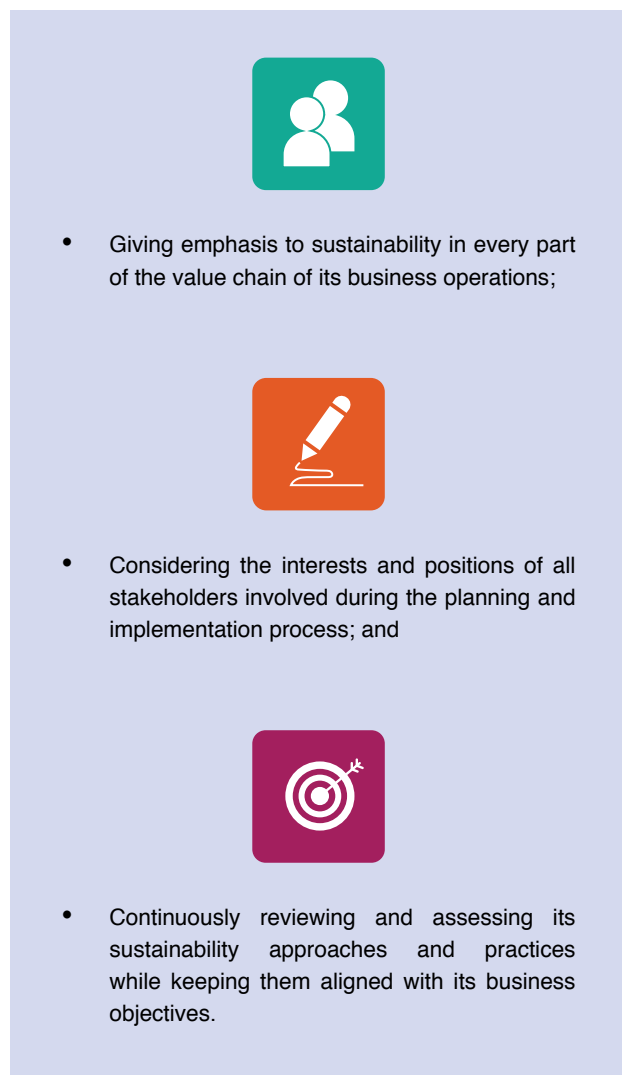 • Giving emphasis to sustainability in every part
of the value chain of its business operations;
• Considering the interests and positions of all
stakeholders involved during the planning and
implementation process; and
• Continuously reviewing and assessing its
sustainability approaches and practices
while keeping them aligned with its business
objectives.